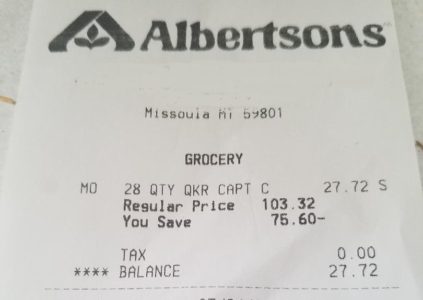 Albertsons
Missoula MT 59801
GROCERY
MO 28 QTY QKR CAPT C 27.72 S
Regular Price 103.32
You Save 75.60-
TAX 0.00
**** BALANCE 27.72